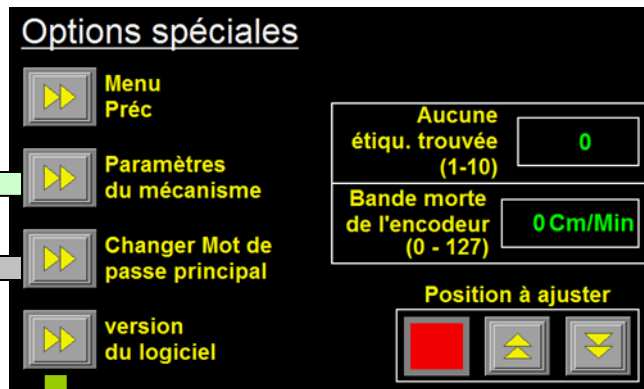 Options spéciales
Menu
Préc
Paramètres
du mécanisme
Changer Mot de
passe principal
version
du logiciel
Aucune
étiqu. trouvée
(1-10)
0
Bande morte
de l'encodeur
(0 - 127)
0 Cm/Min
Position à ajuster